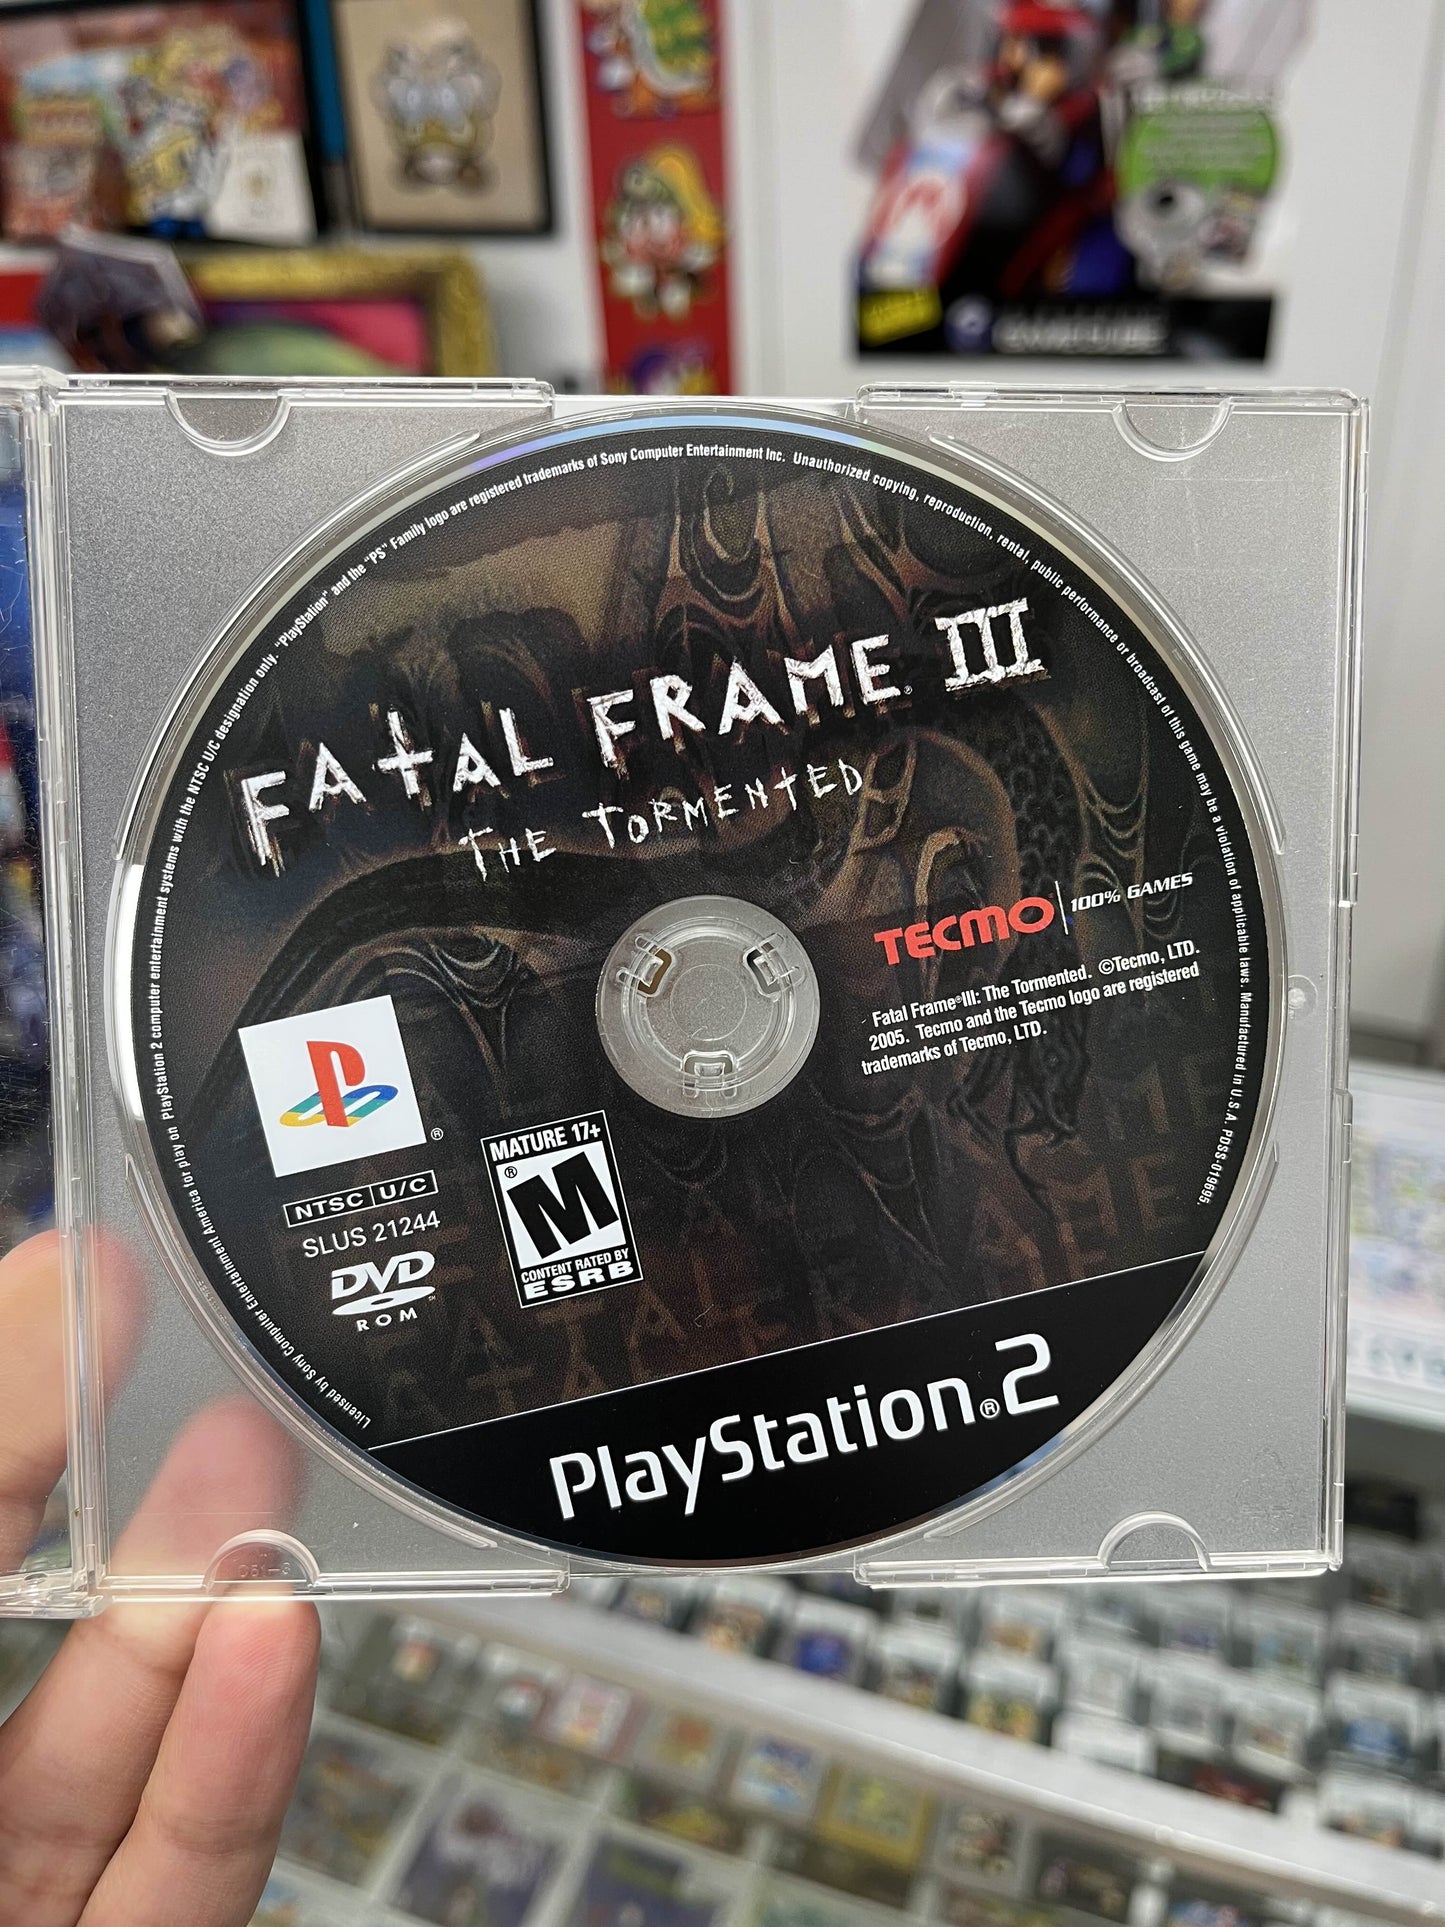 Licensed by Sony Computer Entertainment America for play on PlayStation 2 computer entertainment systems with the NTSC U/C designation only. "PlayStation" and the "PS" Family logo are registered trademarks of Sony Computer Entertainment Inc. Unauthorized copying, reproduction, rental, public performance or broadcast of this game may be a violation of applicable laws. Manufactured in U.S.A. PDSS-019695.
FATAL FRAME® III
THE TORMENTED
TECMO | 100% GAMES
Fatal Frame®III: The Tormented. ©Tecmo, LTD.
2005. Tecmo and the Tecmo logo are registered
trademarks of Tecmo, LTD.
®
NTSC U/C
SLUS 21244
DVD
ROM
MATURE 17+
®
M
CONTENT RATED BY
ESRB
PlayStation®2